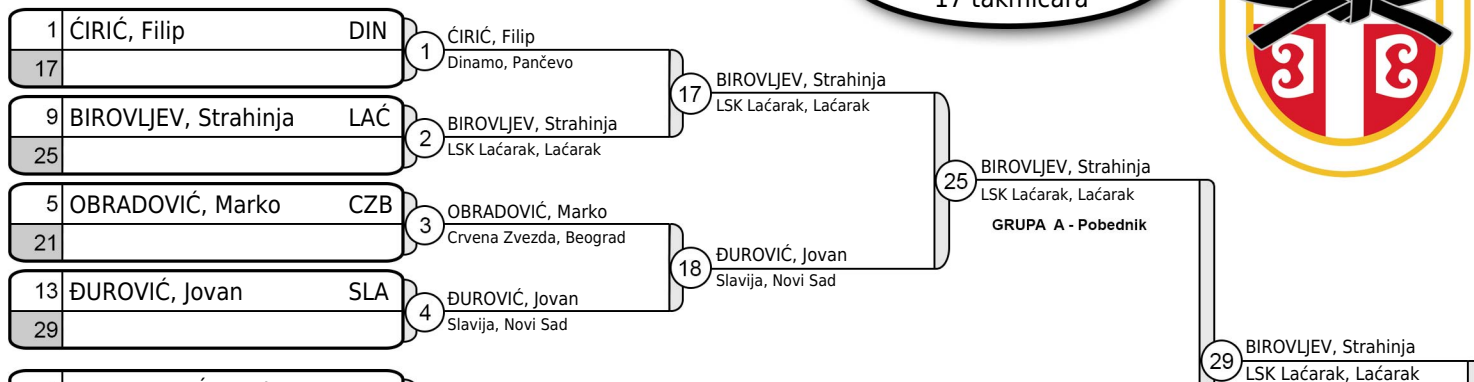 17 takmičara
1 ĆIRIĆ, Filip DIN
17
9 BIROVLJEV, Strahinja LAĆ
25
5 OBRADOVIĆ, Marko CZB
21
13 ĐUROVIĆ, Jovan SLA
29
1 ĆIRIĆ, Filip
Dinamo, Pančevo
2 BIROVLJEV, Strahinja
LSK Laćarak, Laćarak
3 OBRADOVIĆ, Marko
Crvena Zvezda, Beograd
4 ĐUROVIĆ, Jovan
Slavija, Novi Sad
17 BIROVLJEV, Strahinja
LSK Laćarak, Laćarak
18 ĐUROVIĆ, Jovan
Slavija, Novi Sad
25 BIROVLJEV, Strahinja
LSK Laćarak, Laćarak
GRUPA A - Pobednik
29 BIROVLJEV, Strahinja
LSK Laćarak, Laćarak